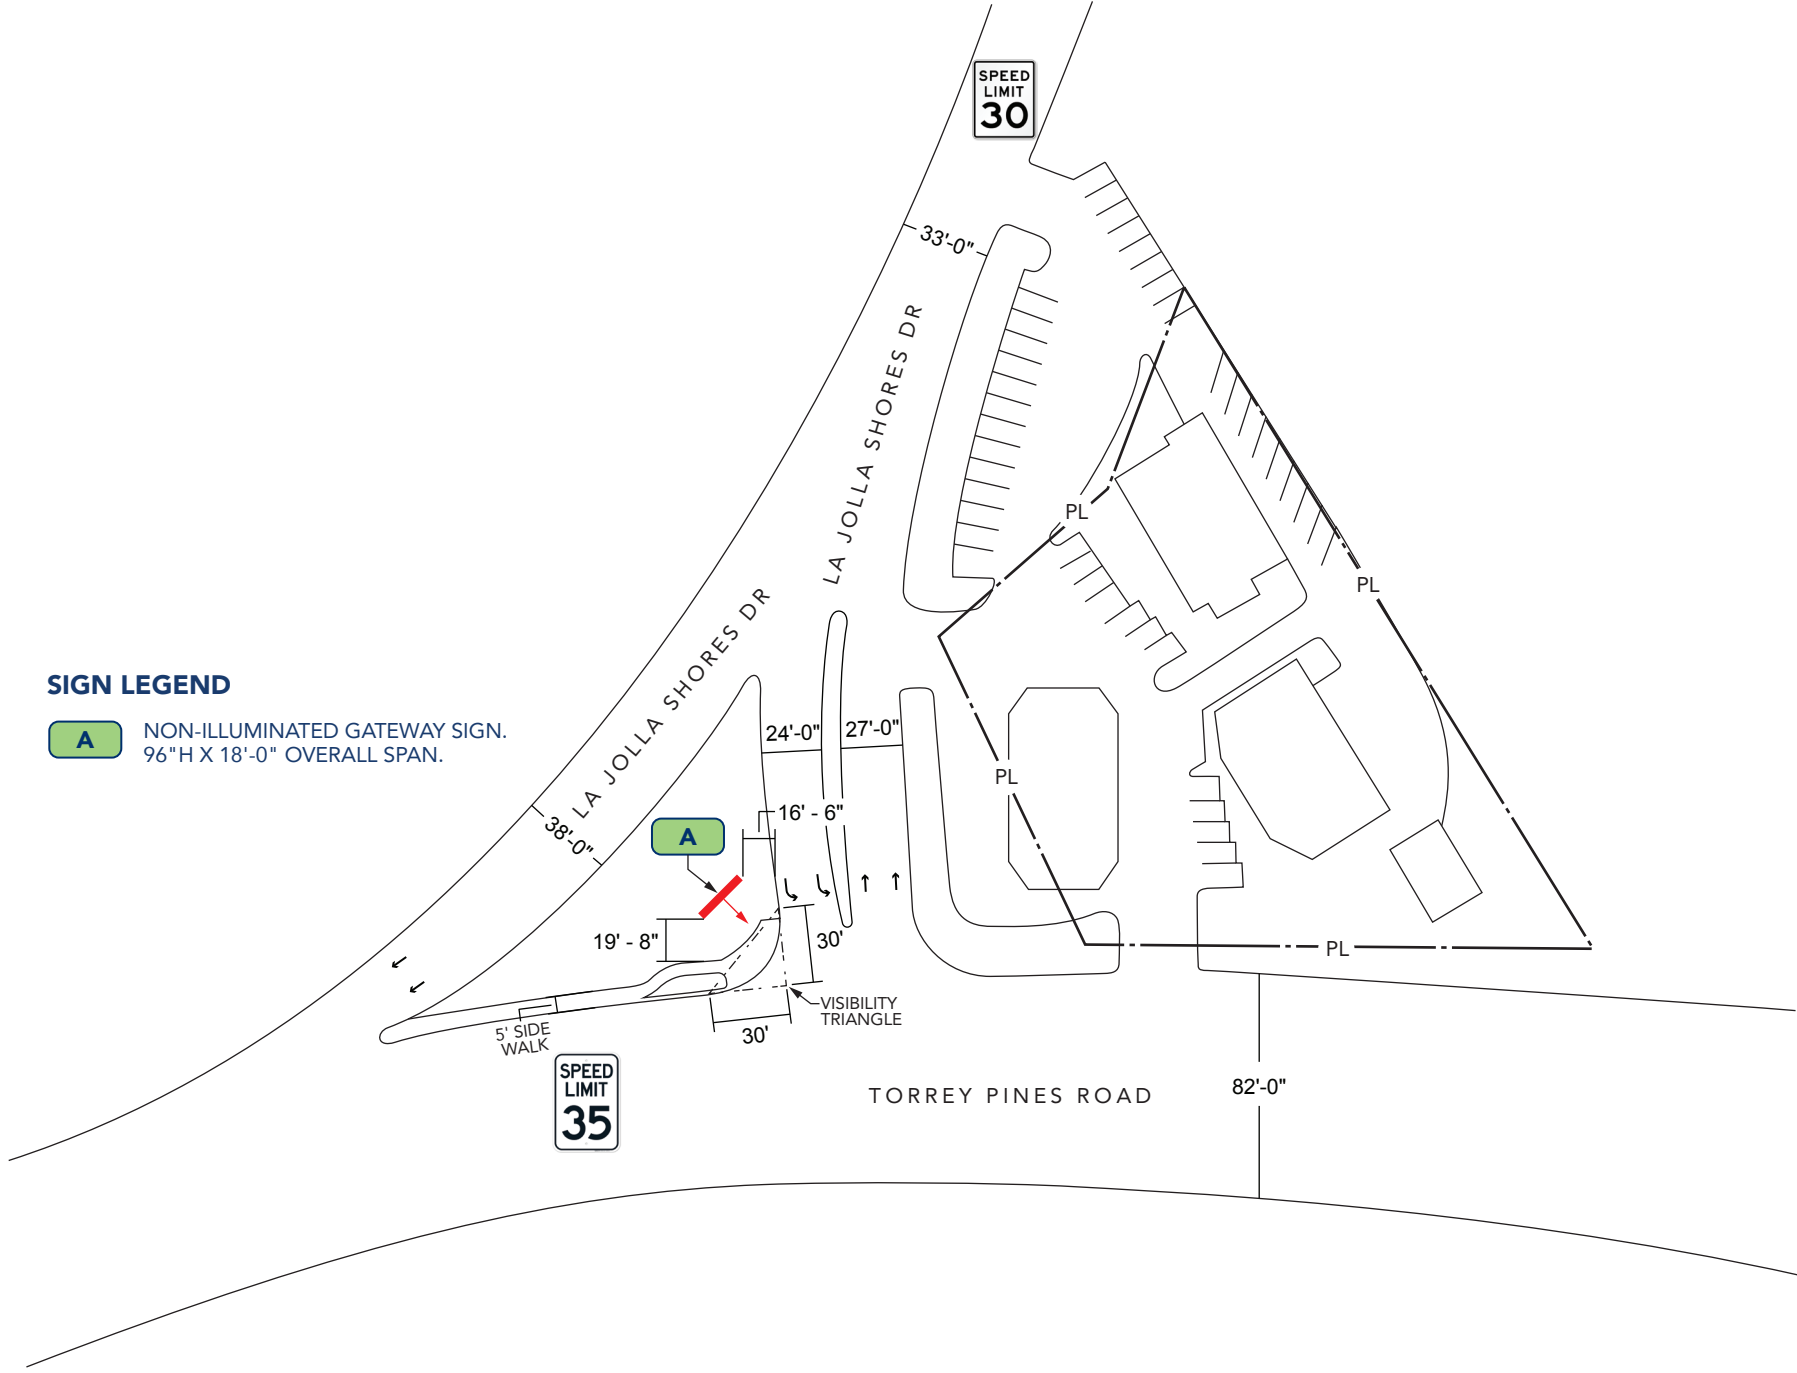 SPEED
LIMIT
30
33'-0"
LA JOLLA SHORES DR
PL
PL
LA JOLLA SHORES DR
SIGN LEGEND
A
NON-ILLUMINATED GATEWAY SIGN.
96"H X 18'-0" OVERALL SPAN.
24'-0"
27'-0"
PL
16' - 6"
38'-0"
A
19' - 8"
30'
PL
VISIBILITY
TRIANGLE
30'
5' SIDE
WALK
SPEED
LIMIT
35
TORREY PINES ROAD
82'-0"